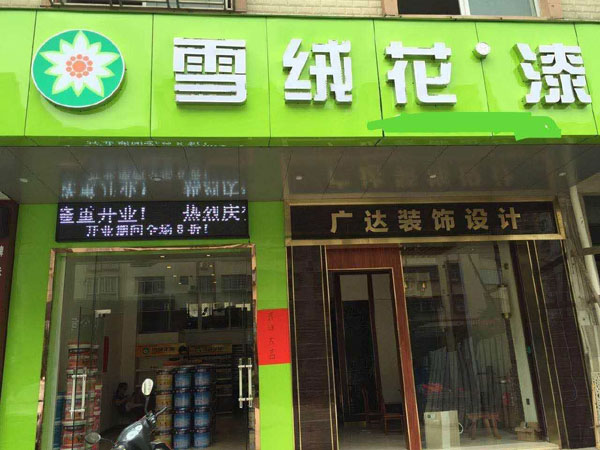 雪绒花 漆
隆重开业! 热烈庆
开业期间全场8折!
广达装饰设计